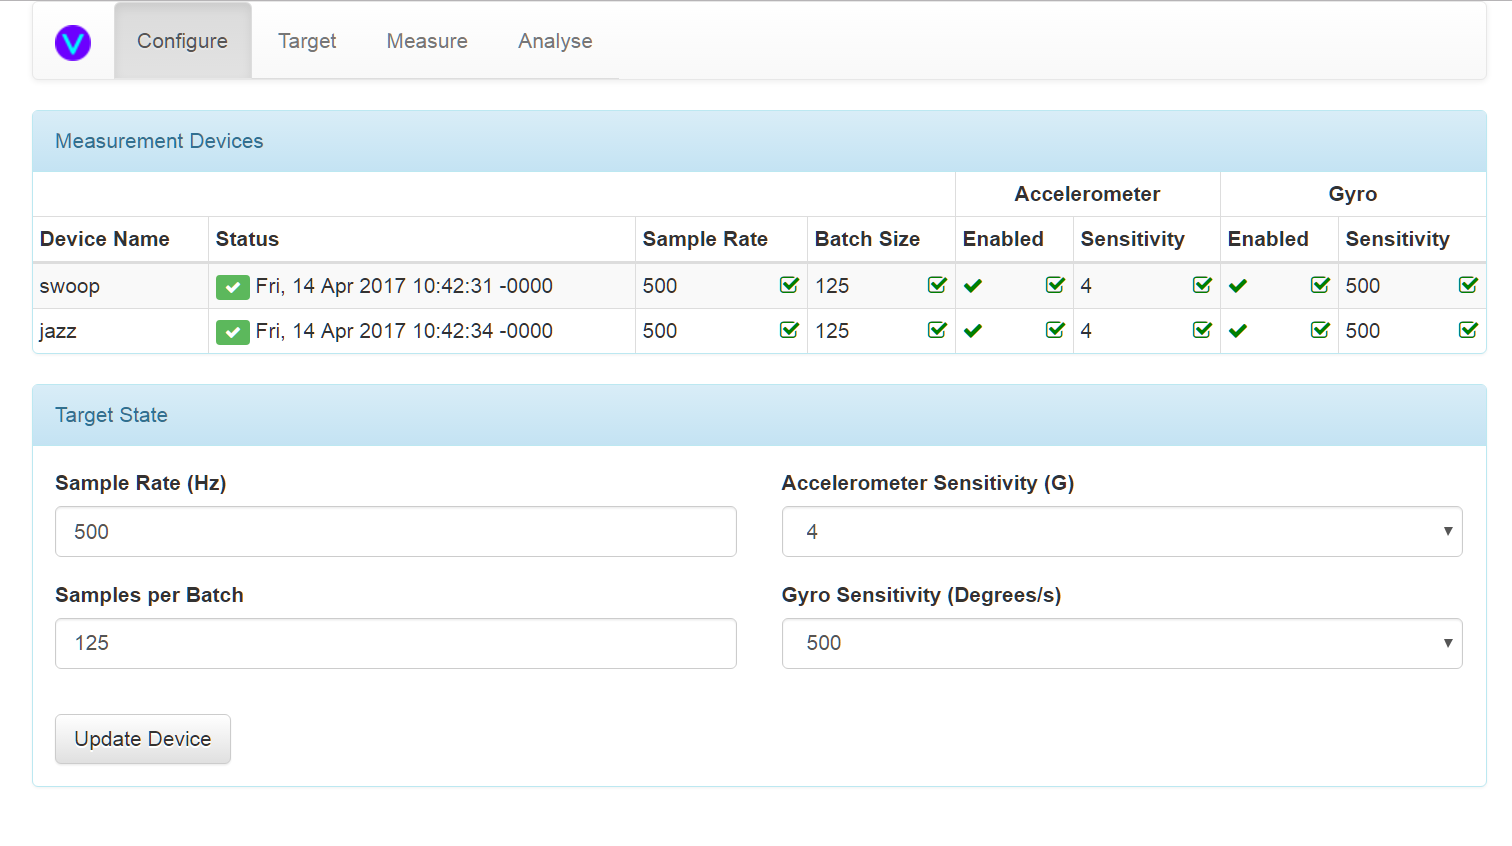 V
Configure Target Measure Analyse
Measurement Devices
Accelerometer Gyro
Device Name Status Sample Rate Batch Size Enabled Sensitivity Enabled Sensitivity
swoop Fri, 14 Apr 2017 10:42:31 -0000 500 125 4 500
jazz Fri, 14 Apr 2017 10:42:34 -0000 500 125 4 500
Target State
Sample Rate (Hz) Accelerometer Sensitivity (G)
500 4
Samples per Batch Gyro Sensitivity (Degrees/s)
125 500
Update Device